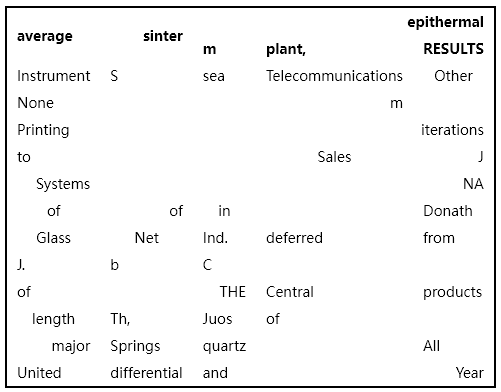 average sinter m plant, epithermal RESULTS
Instrument S sea Telecommunications Other
None m
Printing iterations
to Sales J
Systems NA
of of in Donath
Glass Net Ind. deferred from
J. b C
of THE Central products
length Th, Juos of
major Springs quartz All
United differential and Year